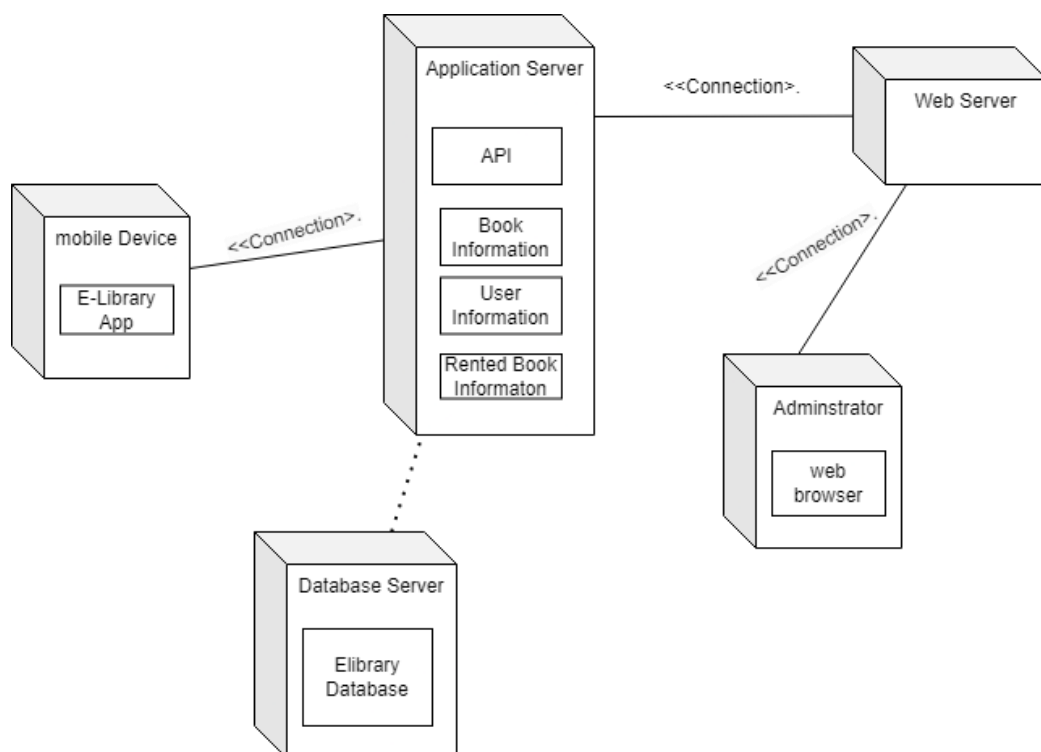 Application Server
API
Book
Information
User
Information
Rented Book
Informaton
<<Connection>.
Web Server
<<Connection>.
mobile Device
E-Library
App
<<Connection>.
Adminstrator
web
browser
Database Server
Elibrary
Database